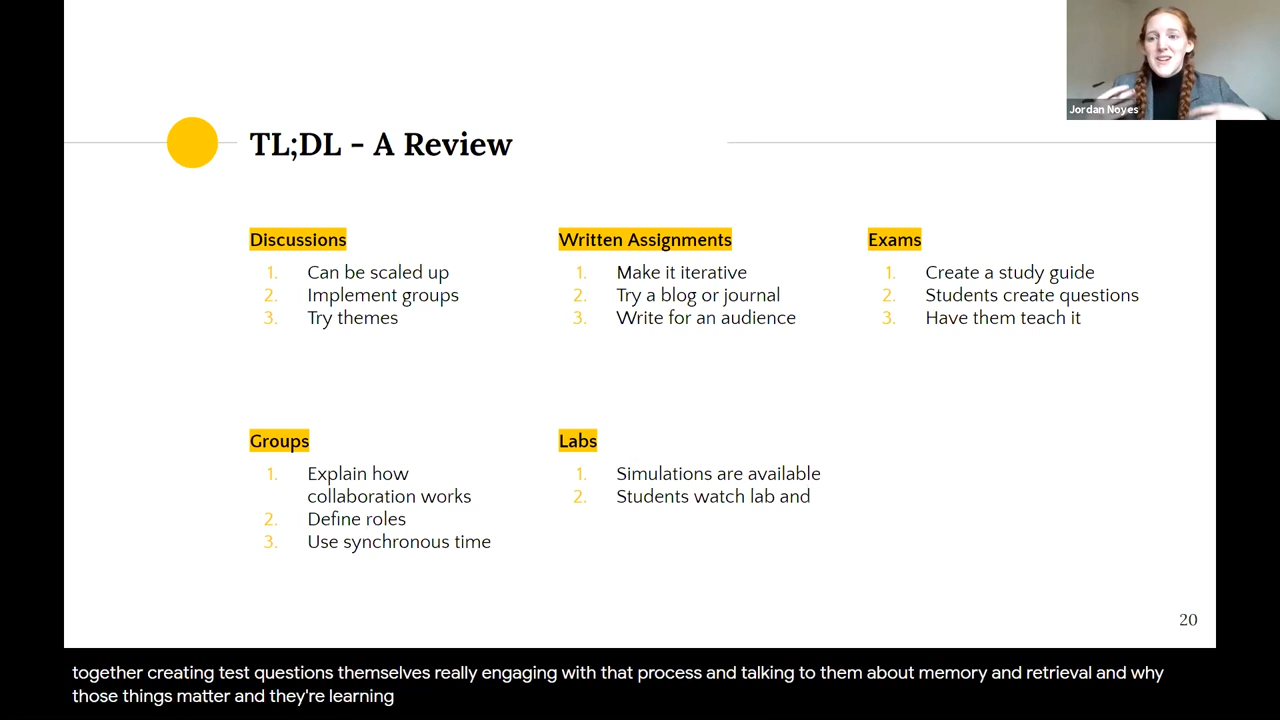 Jordan Noyes
TL;DL - A Review
Discussions
1. Can be scaled up
2. Implement groups
3. Try themes
Written Assignments
1. Make it iterative
2. Try a blog or journal
3. Write for an audience
Exams
1. Create a study guide
2. Students create questions
3. Have them teach it
Groups
1. Explain how
collaboration works
2. Define roles
3. Use synchronous time
Labs
1. Simulations are available
2. Students watch lab and
20
together creating test questions themselves really engaging with that process and talking to them about memory and retrieval and why
those things matter and they're learning